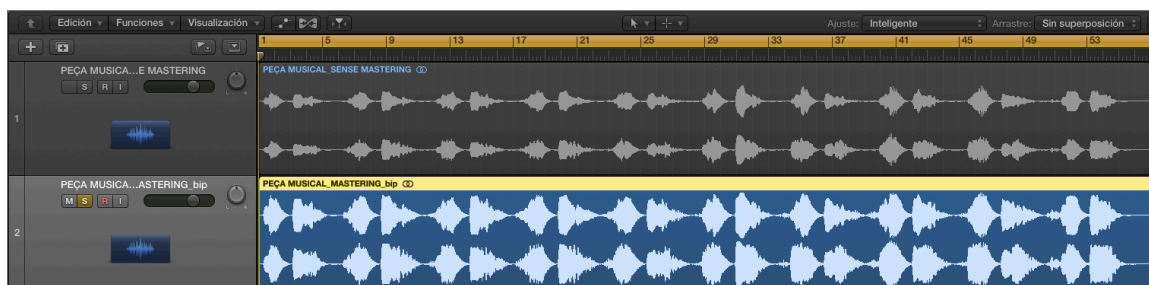 Edición Funciones Visualización Ajuste: Inteligente Arrastre: Sin superposición
1 5 9 13 17 21 25 29 33 37 41 45 49 53
PEÇA MUSICA...E MASTERING
S R I
L R
1
PEÇA MUSICAL_SENSE MASTERING
PEÇA MUSICA...ASTERING_bip
M S R I
L R
2
PEÇA MUSICAL_MASTERING_bip